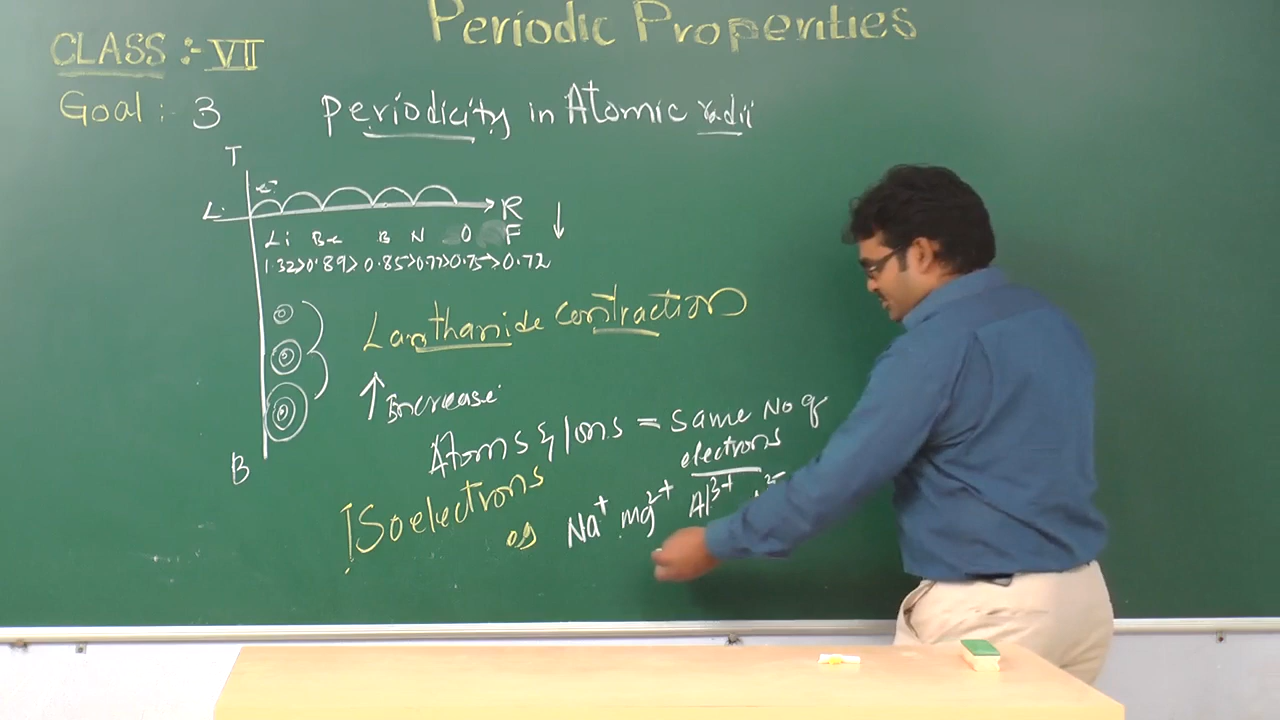 Periodic Properities
CLASS :- VII
Goal :- 3
Periodicity in Atomic radii
T
L R
Li Be B N O F
1.32>0.89> 0.85>0.77>0.75>0.72
Lanthanide contraction
↑ Increase
Atoms & Ions = Same No of
electrons
B
ISoelectrons
eg Na⁺ mg²⁺ Al³⁺